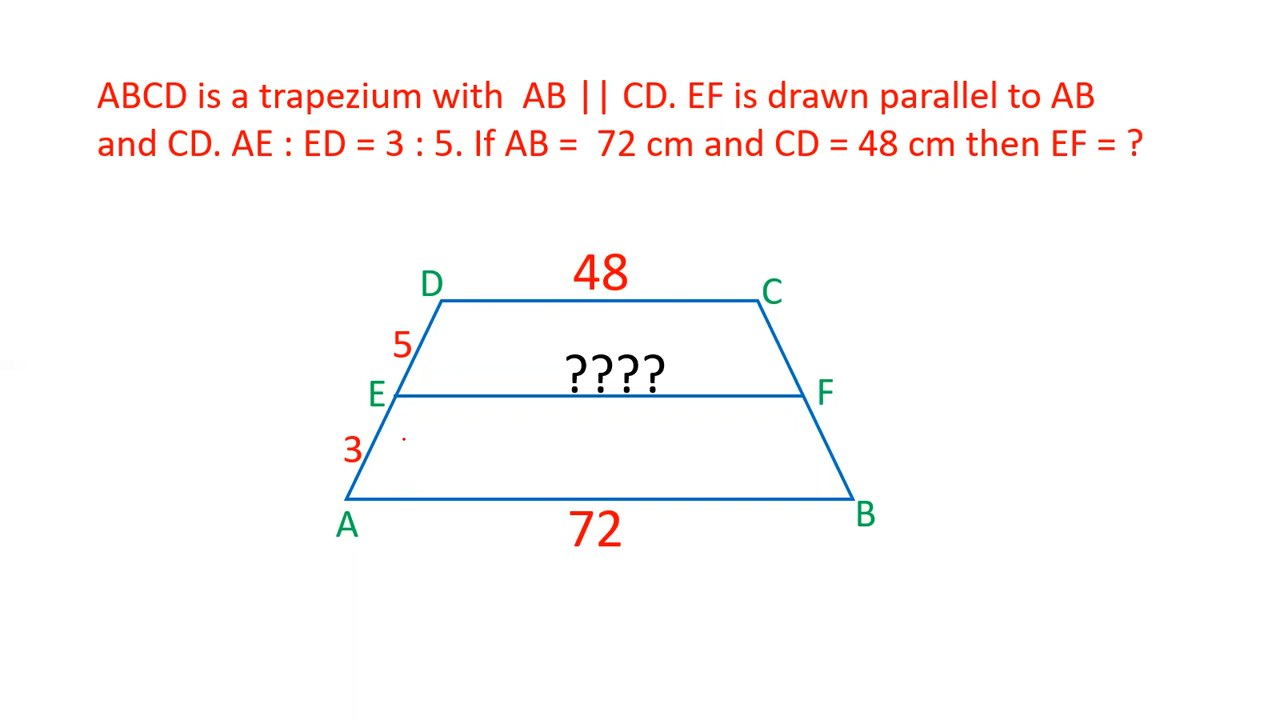 ABCD is a trapezium with AB || CD. EF is drawn parallel to AB
and CD. AE : ED = 3 : 5. If AB = 72 cm and CD = 48 cm then EF = ?
48
D
C
5
????
E
F
3
A
72
B